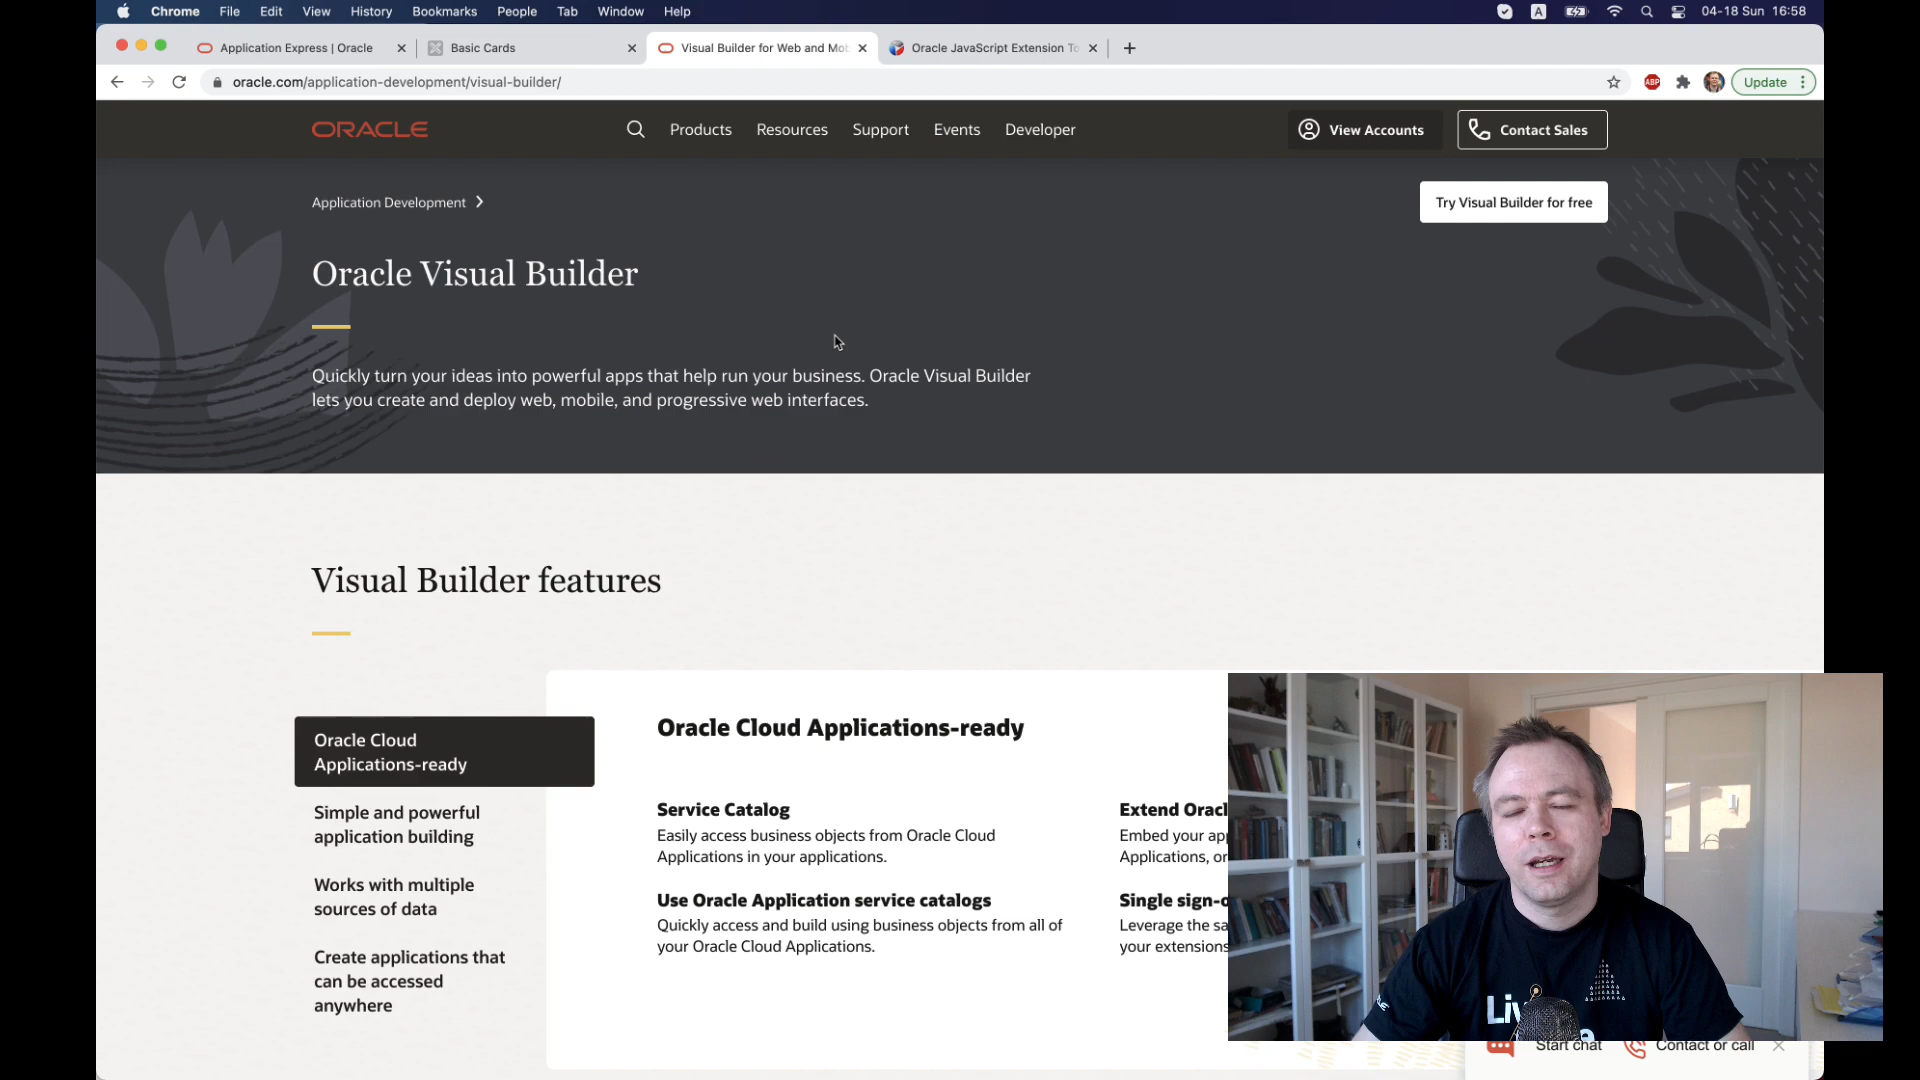 Chrome File Edit View History Bookmarks People Tab Window Help
A 04-18 Sun 16:58
Application Express | Oracle
Basic Cards
Visual Builder for Web and Mob
Oracle JavaScript Extension To
oracle.com/application-development/visual-builder/
ABP
Update
ORACLE
Products Resources Support Events Developer
View Accounts
Contact Sales
Application Development
Try Visual Builder for free
Oracle Visual Builder
Quickly turn your ideas into powerful apps that help run your business. Oracle Visual Builder
lets you create and deploy web, mobile, and progressive web interfaces.
Visual Builder features
Oracle Cloud
Applications-ready
Simple and powerful
application building
Works with multiple
sources of data
Create applications that
can be accessed
anywhere
Oracle Cloud Applications-ready
Service Catalog
Easily access business objects from Oracle Cloud
Applications in your applications.
Use Oracle Application service catalogs
Quickly access and build using business objects from all of
your Oracle Cloud Applications.
Extend Oracl
Embed your app
Applications, or
Single sign-o
Leverage the sa
your extensions
Start chat
Contact or call